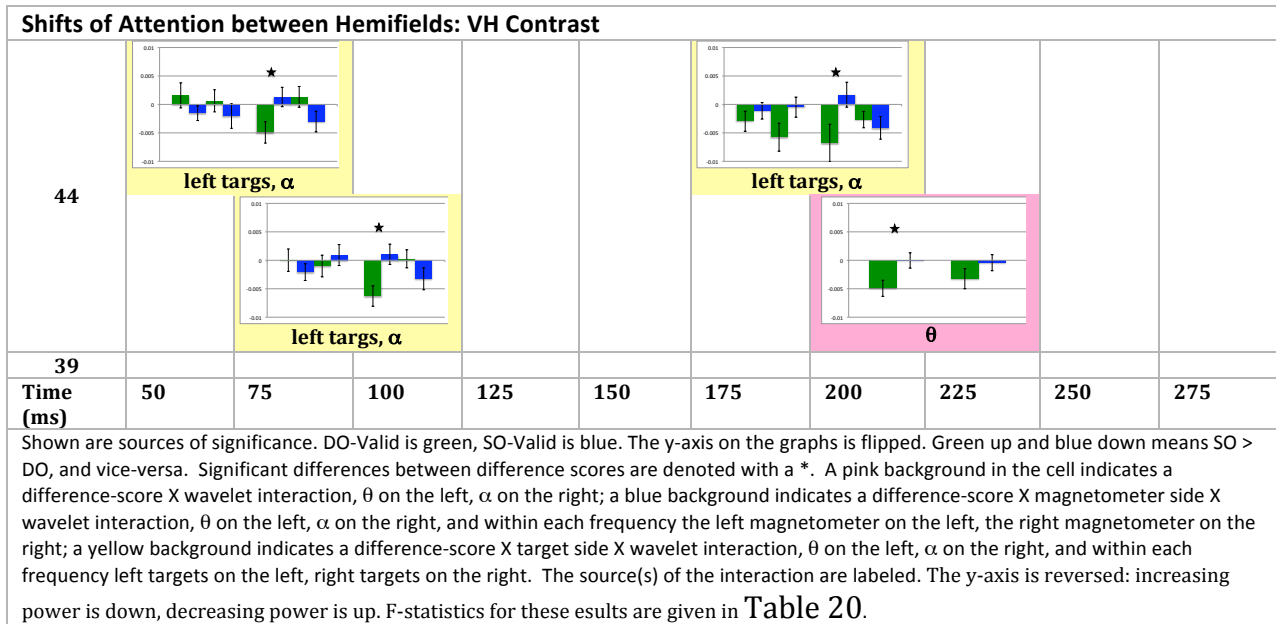 Shifts of Attention between Hemifields: VH Contrast
44
0.01
0.005
0
-0.005
-0.01
★
left targs, α
0.01
0.005
0
-0.005
-0.01
★
left targs, α
0.01
0.005
0
-0.005
-0.01
★
left targs, α
0.01
0.005
0
-0.005
-0.01
★
θ
39
Time (ms) 50 75 100 125 150 175 200 225 250 275
Shown are sources of significance. DO-Valid is green, SO-Valid is blue. The y-axis on the graphs is flipped. Green up and blue down means SO >
DO, and vice-versa. Significant differences between difference scores are denoted with a *. A pink background in the cell indicates a
difference-score X wavelet interaction, θ on the left, α on the right; a blue background indicates a difference-score X magnetometer side X
wavelet interaction, θ on the left, α on the right, and within each frequency the left magnetometer on the left, the right magnetometer on the
right; a yellow background indicates a difference-score X target side X wavelet interaction, θ on the left, α on the right, and within each
frequency left targets on the left, right targets on the right. The source(s) of the interaction are labeled. The y-axis is reversed: increasing
power is down, decreasing power is up. F-statistics for these esults are given in Table 20.